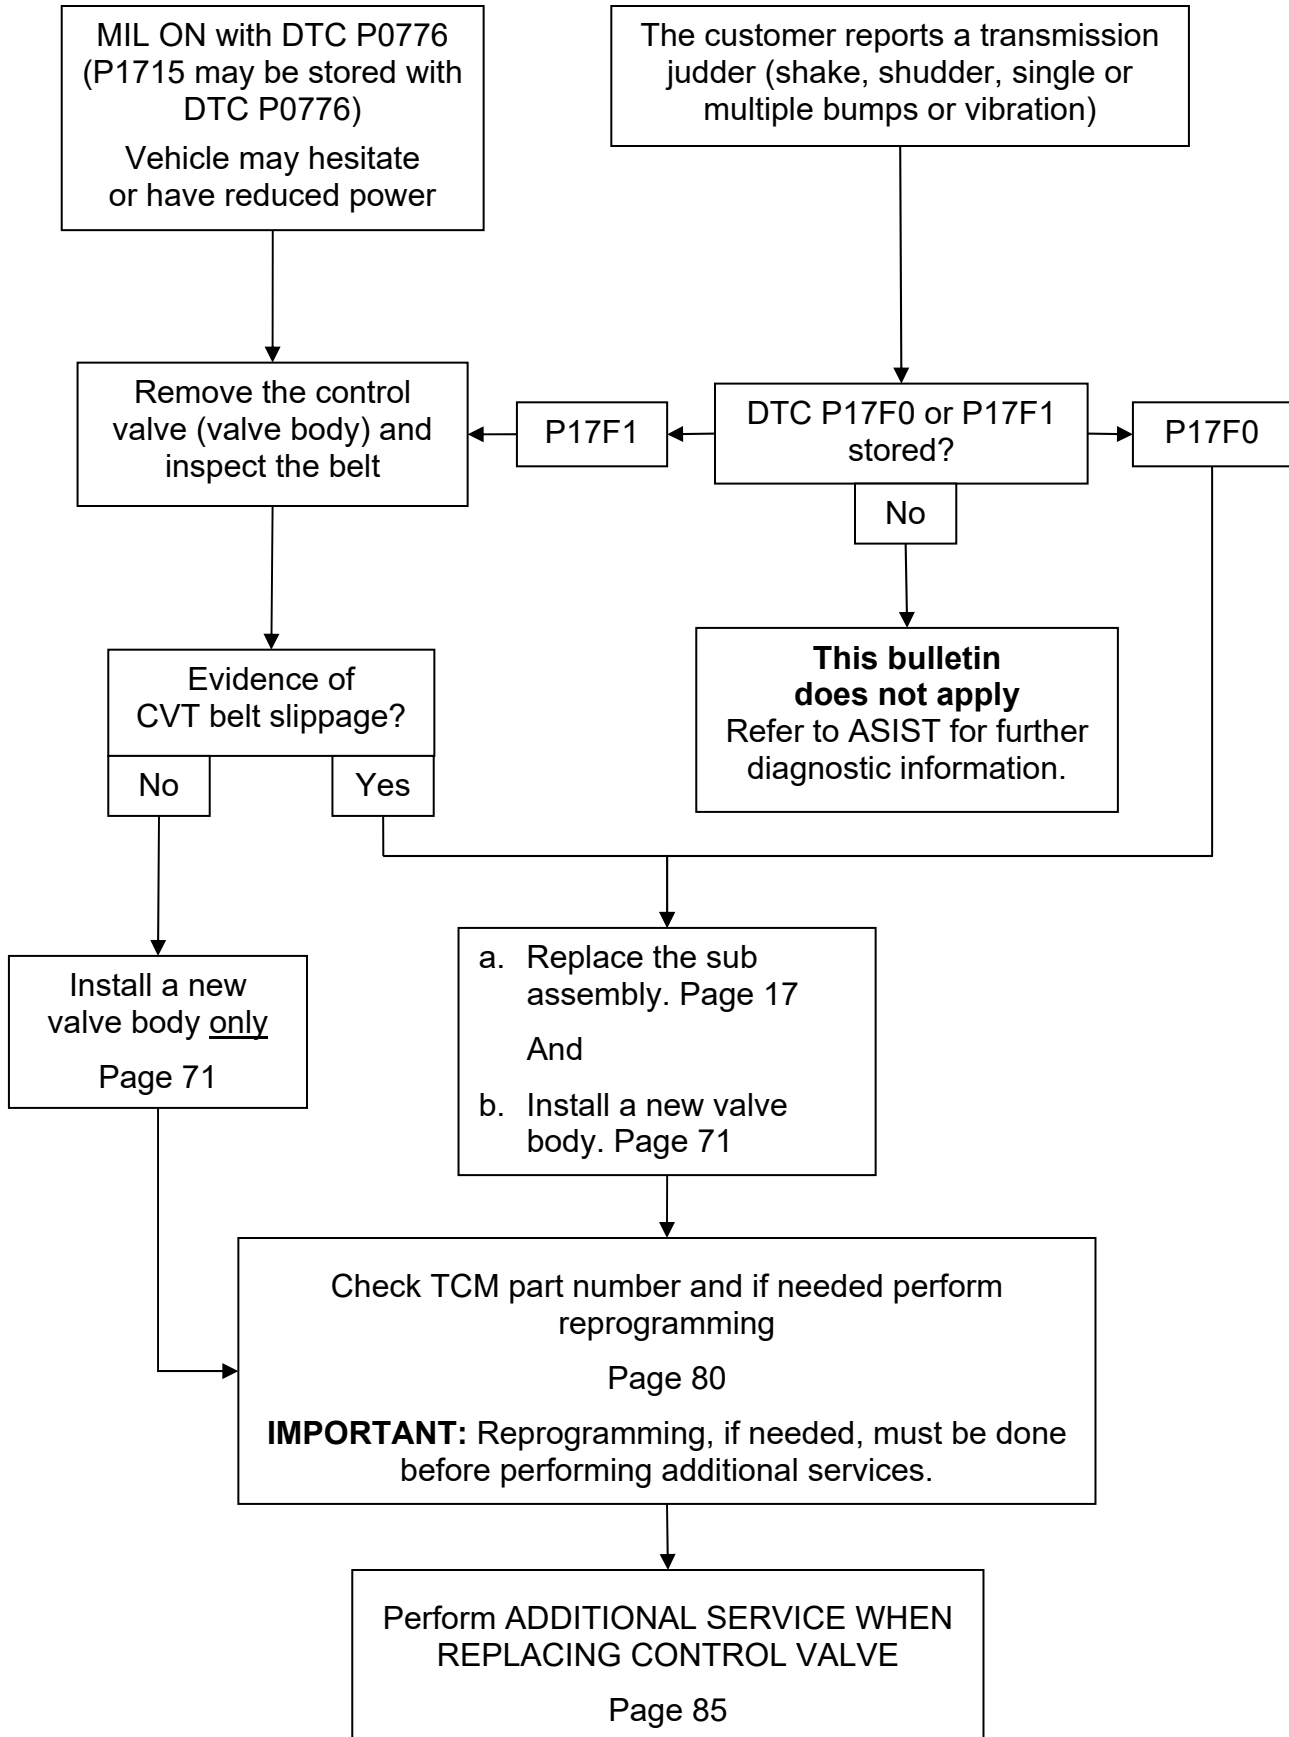 MIL ON with DTC P0776
(P1715 may be stored with
DTC P0776)
Vehicle may hesitate
or have reduced power
The customer reports a transmission
judder (shake, shudder, single or
multiple bumps or vibration)
Remove the control
valve (valve body) and
inspect the belt
P17F1
DTC P17F0 or P17F1
stored?
P17F0
No
This bulletin
does not apply
Refer to ASIST for further
diagnostic information.
Evidence of
CVT belt slippage?
No
Yes
Install a new
valve body only
Page 71
a. Replace the sub
assembly. Page 17
And
b. Install a new valve
body. Page 71
Check TCM part number and if needed perform
reprogramming
Page 80
IMPORTANT: Reprogramming, if needed, must be done
before performing additional services.
Perform ADDITIONAL SERVICE WHEN
REPLACING CONTROL VALVE
Page 85